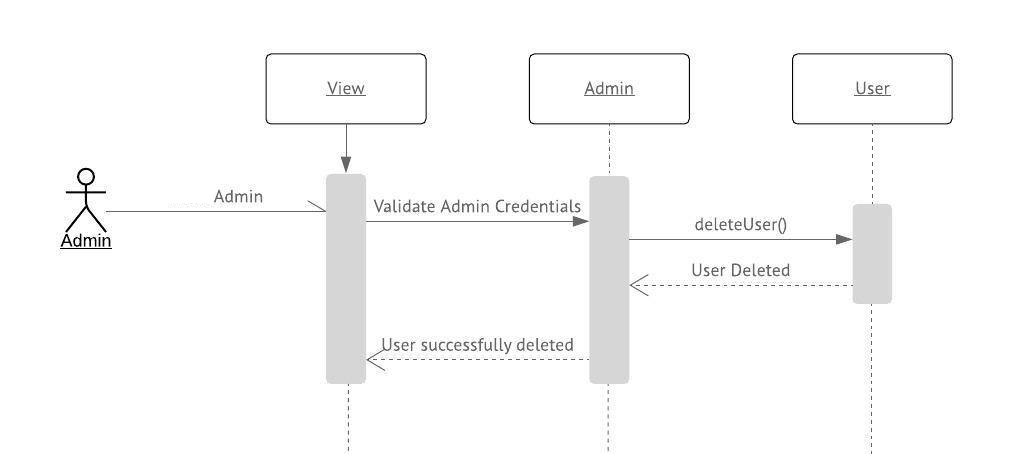 View
Admin
User
Admin
Validate Admin Credentials
deleteUser()
Admin
User Deleted
User successfully deleted